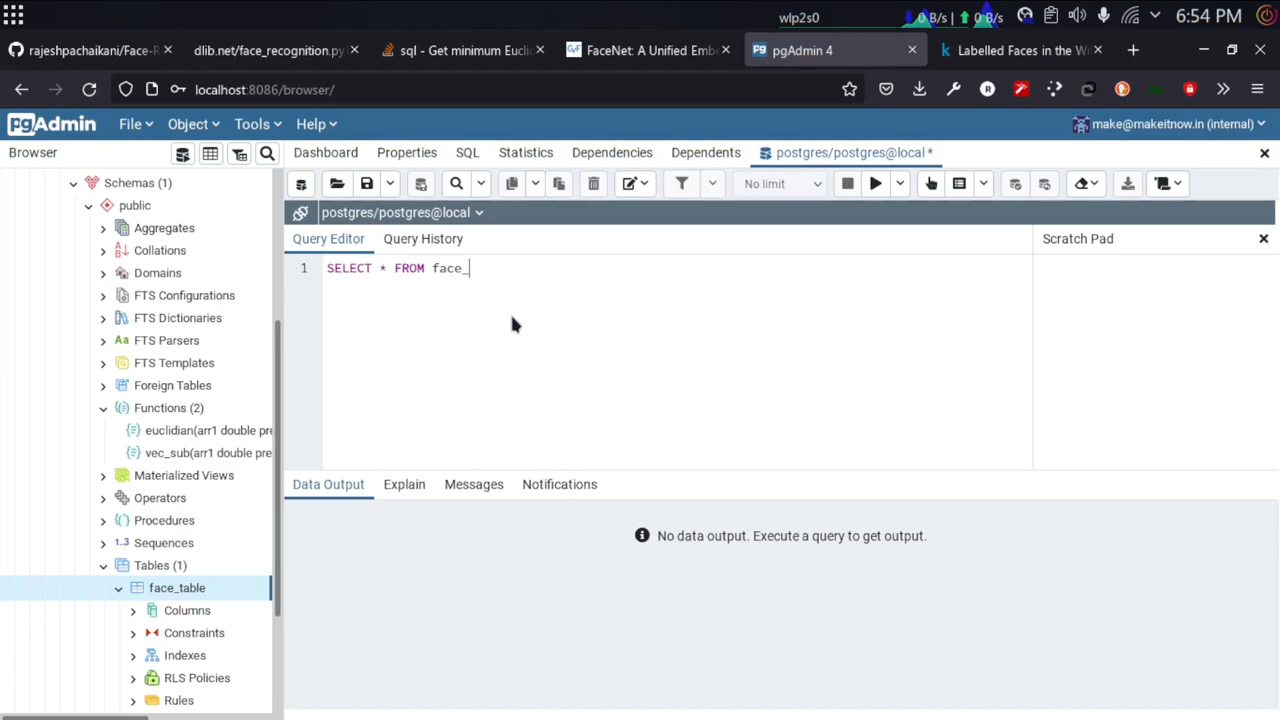 wlp2s0 0 B/s | 0 B/s 6:54 PM
rajeshpachaikani/Face-R dlib.net/face_recognition.py. sql - Get minimum Eucli FaceNet: A Unified Embe pgAdmin 4 Labelled Faces in the Wi
localhost:8086/browser/
pgAdmin File Object Tools Help make@makeitnow.in (internal)
Browser Dashboard Properties SQL Statistics Dependencies Dependents postgres/postgres@local *
Schemas (1) No limit
public postgres/postgres@local
Aggregates Query Editor Query History Scratch Pad
Collations
Domains 1 SELECT * FROM face_
FTS Configurations
FTS Dictionaries
FTS Parsers
FTS Templates
Foreign Tables
Functions (2)
euclidian(arr1 double pre
vec_sub(arr1 double pre
Materialized Views Data Output Explain Messages Notifications
Operators
Procedures No data output. Execute a query to get output.
Sequences
Tables (1)
face_table
Columns
Constraints
Indexes
RLS Policies
Rules